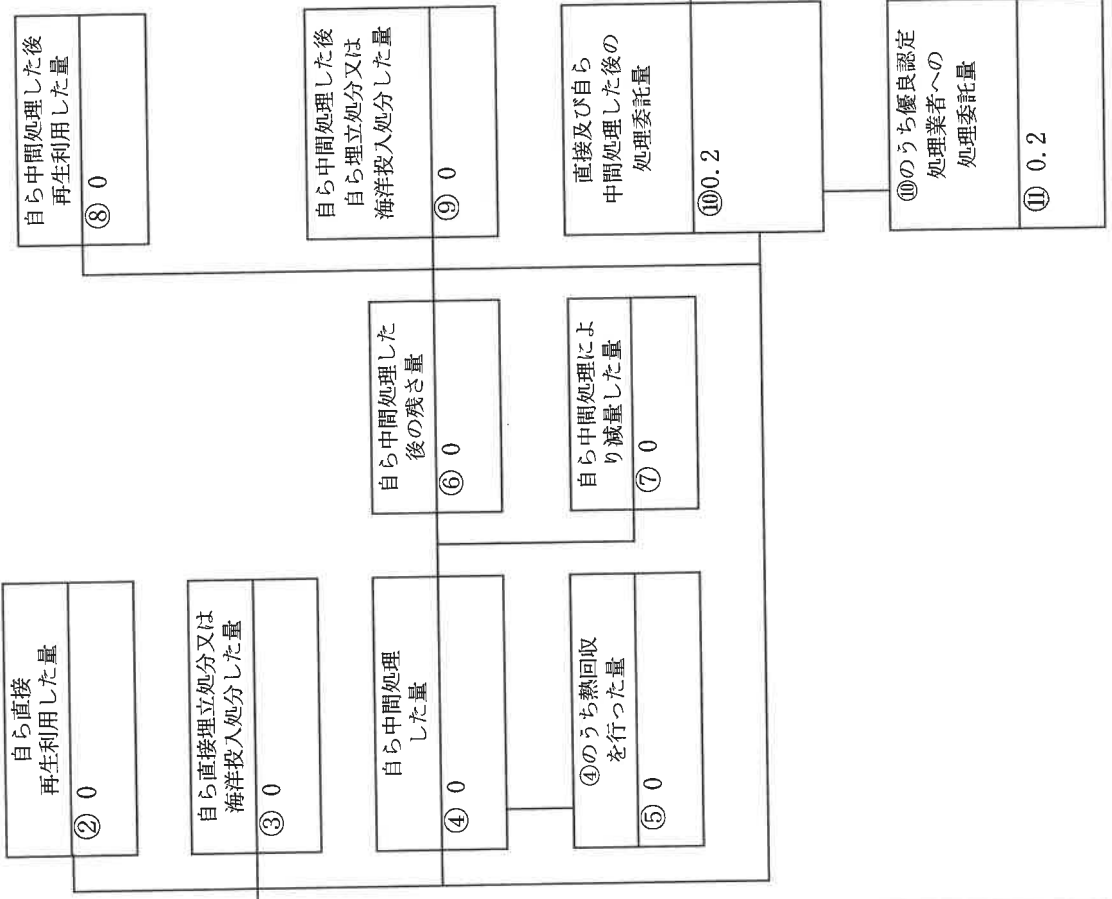 自ら直接
再生利用した量
② 0
自ら直接埋立処分又は
海洋投入処分した量
③ 0
自ら中間処理
した量
④ 0
④のうち熱回収
を行った量
⑤ 0
自ら中間処理した
後の残さ量
⑥ 0
自ら中間処理によ
り減量した量
⑦ 0
自ら中間処理した後
再生利用した量
⑧ 0
自ら中間処理した後
自ら埋立処分又は
海洋投入処分した量
⑨ 0
直接及び自ら
中間処理した後の
処理委託量
⑩0.2
⑩のうち優良認定
処理業者への
処理委託量
⑪ 0.2